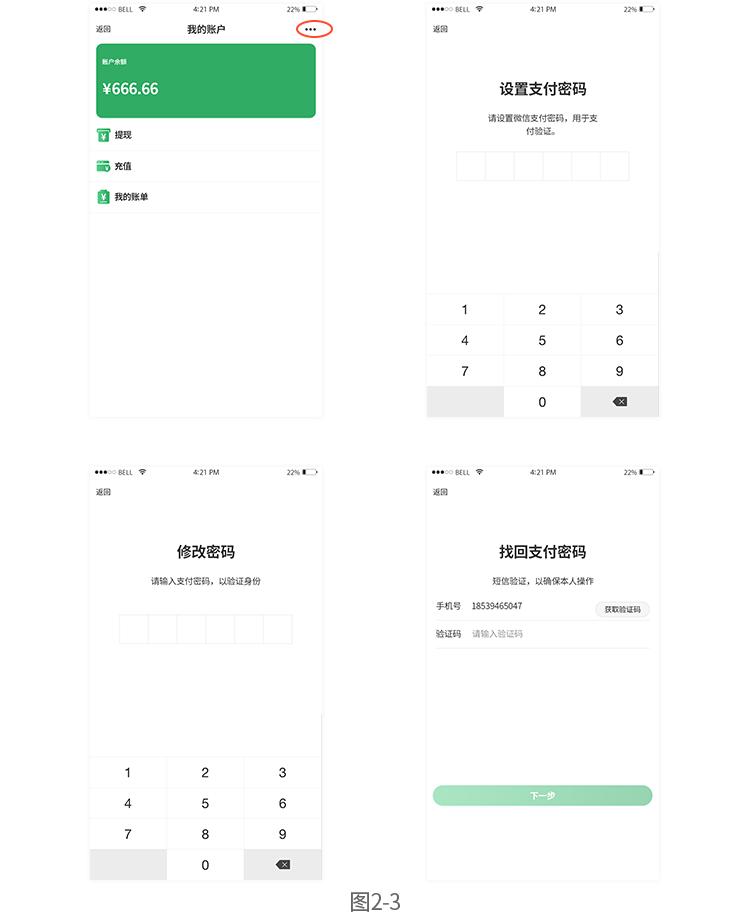 BELL 4:21 PM 22%
返回 我的账户 •••
账户余额
¥666.66
提现
充值
我的账单
BELL 4:21 PM 22%
返回
设置支付密码
请设置微信支付密码，用于支
付验证。
1 2 3
4 5 6
7 8 9
0
BELL 4:21 PM 22%
返回
修改密码
请输入支付密码，以验证身份
1 2 3
4 5 6
7 8 9
0
BELL 4:21 PM 22%
返回
找回支付密码
短信验证，以确保本人操作
手机号 18539465047 获取验证码
验证码 请输入验证码
下一步
图2-3